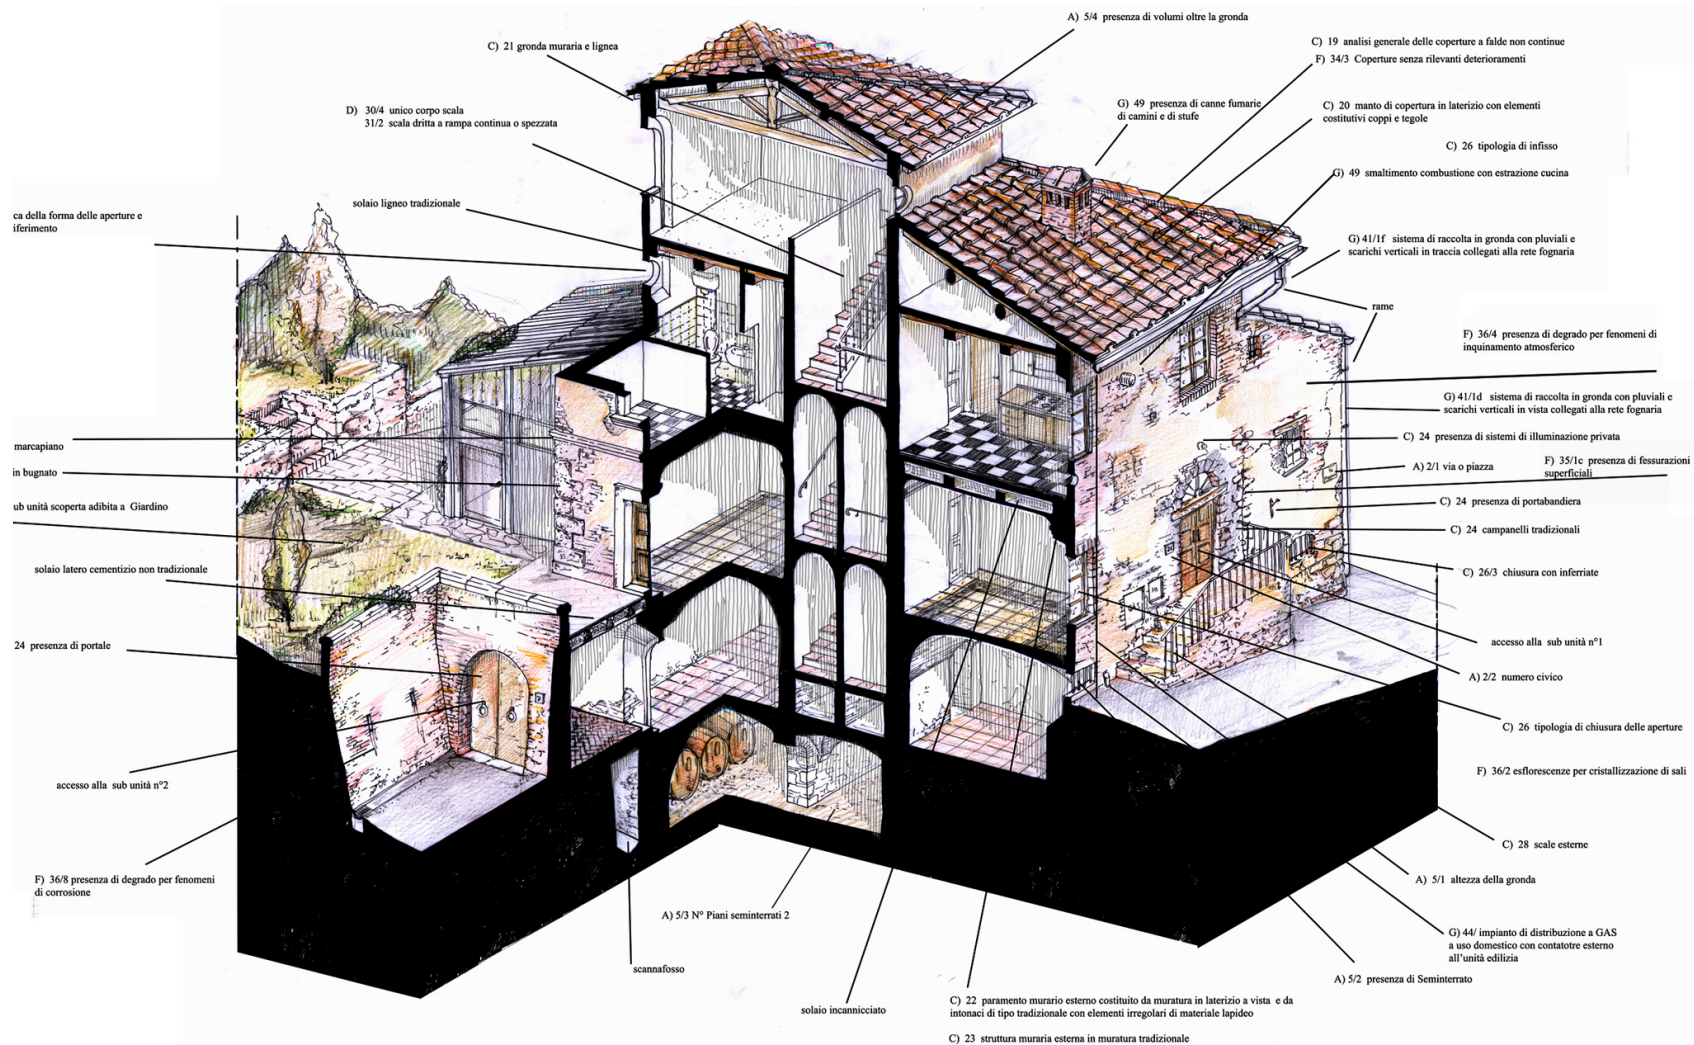 A) 5/4 presenza di volumi oltre la gronda
C) 21 gronda muraria e lignea
C) 19 analisi generale delle coperture a falde non continue
F) 34/3 Coperture senza rilevanti deterioramenti
D) 30/4 unico corpo scala
31/2 scala dritta a rampa continua o spezzata
G) 49 presenza di canne fumarie
di camini e di stufe
C) 20 manto di copertura in laterizio con elementi
costitutivi coppi e tegole
C) 26 tipologia di infisso
G) 49 smaltimento combustione con estrazione cucina
solaio ligneo tradizionale
ca della forma delle aperture e
iferimento
G) 41/1f sistema di raccolta in gronda con pluviali e
scarichi verticali in traccia collegati alla rete fognaria
rame
F) 36/4 presenza di degrado per fenomeni di
inquinamento atmosferico
G) 41/1d sistema di raccolta in gronda con pluviali e
scarichi verticali in vista collegati alla rete fognaria
marcapiano
C) 24 presenza di sistemi di illuminazione privata
in bugnato
A) 2/1 via o piazza
F) 35/1c presenza di fessurazioni
superficiali
ub unità scoperta adibita a Giardino
C) 24 presenza di portabandiera
C) 24 campanelli tradizionali
solaio latero cementizio non tradizionale
C) 26/3 chiusura con inferriate
24 presenza di portale
accesso alla sub unità n°1
A) 2/2 numero civico
C) 26 tipologia di chiusura delle aperture
accesso alla sub unità n°2
F) 36/2 esflorescenze per cristallizzazione di sali
C) 28 scale esterne
F) 36/8 presenza di degrado per fenomeni
di corrosione
A) 5/1 altezza della gronda
A) 5/3 N° Piani seminterrati 2
G) 44/ impianto di distribuzione a GAS
a uso domestico con contatotre esterno
all'unità edilizia
scannafosso
A) 5/2 presenza di Seminterrato
solaio incannicciato
C) 22 paramento murario esterno costituito da muratura in laterizio a vista e da
intonaci di tipo tradizionale con elementi irregolari di materiale lapideo
C) 23 struttura muraria esterna in muratura tradizionale